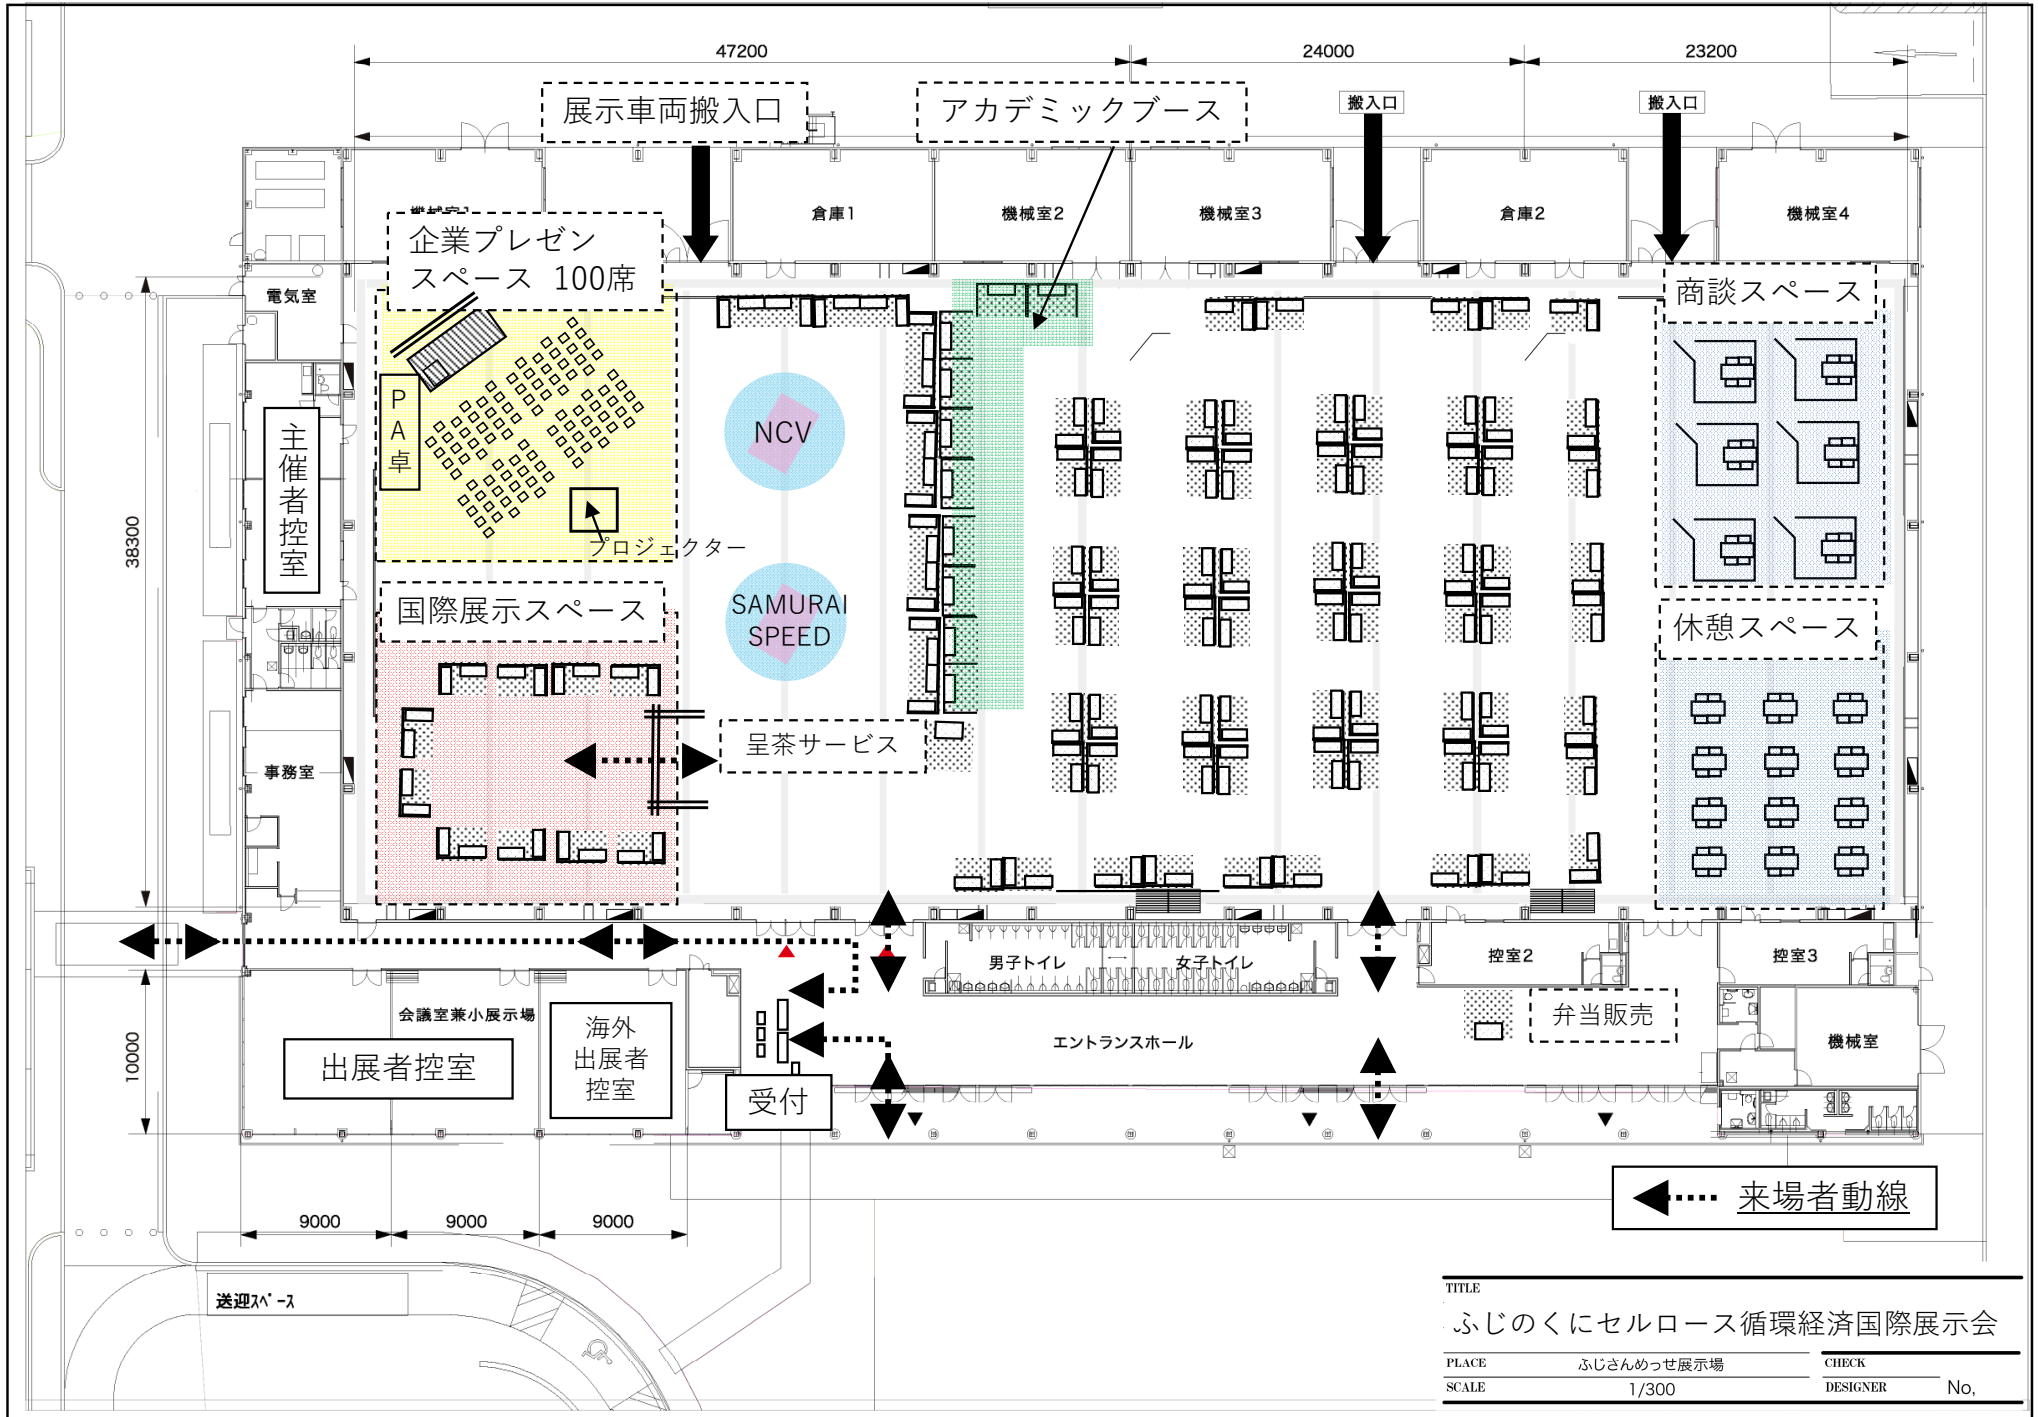 47200
24000
23200
展示車両搬入口
アカデミックブース
搬入口
搬入口
機械室1
倉庫1
機械室2
機械室3
倉庫2
機械室4
企業プレゼン
スペース 100席
電気室
商談スペース
P
A
卓
NCV
主催者控室
38300
プロジェクター
国際展示スペース
SAMURAI
SPEED
休憩スペース
呈茶サービス
事務室
男子トイレ
女子トイレ
控室2
控室3
会議室兼小展示場
海外
出展者
控室
弁当販売
10000
出展者控室
エントランスホール
機械室
受付
来場者動線
9000
9000
9000
送迎スペース
TITLE
ふじのくにセルロース循環経済国際展示会
PLACE
ふじさんめっせ展示場
CHECK
SCALE
1/300
DESIGNER
No,